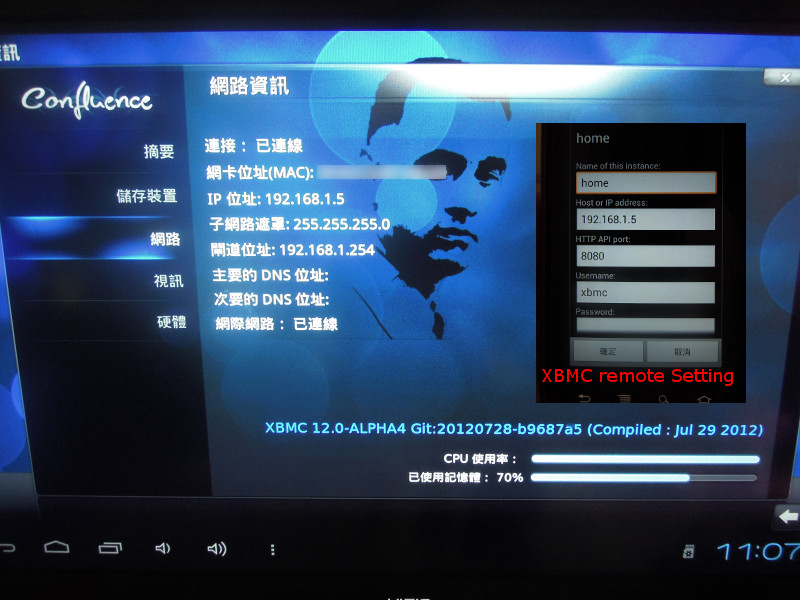 資訊
Confluence
網路資訊
摘要
儲存裝置
網路
視訊
硬體
連接： 已連線
網卡位址(MAC):
IP 位址: 192.168.1.5
子網路遮罩: 255.255.255.0
閘道位址: 192.168.1.254
主要的 DNS 位址:
次要的 DNS 位址:
網際網路： 已連線
home
Name of this instance:
home
Host or IP address:
192.168.1.5
HTTP API port:
8080
Username:
xbmc
Password:
確定 取消
XBMC remote Setting
XBMC 12.0-ALPHA4 Git:20120728-b9687a5 (Compiled : Jul 29 2012)
CPU 使用率：
已使用記憶體： 70%
11:07